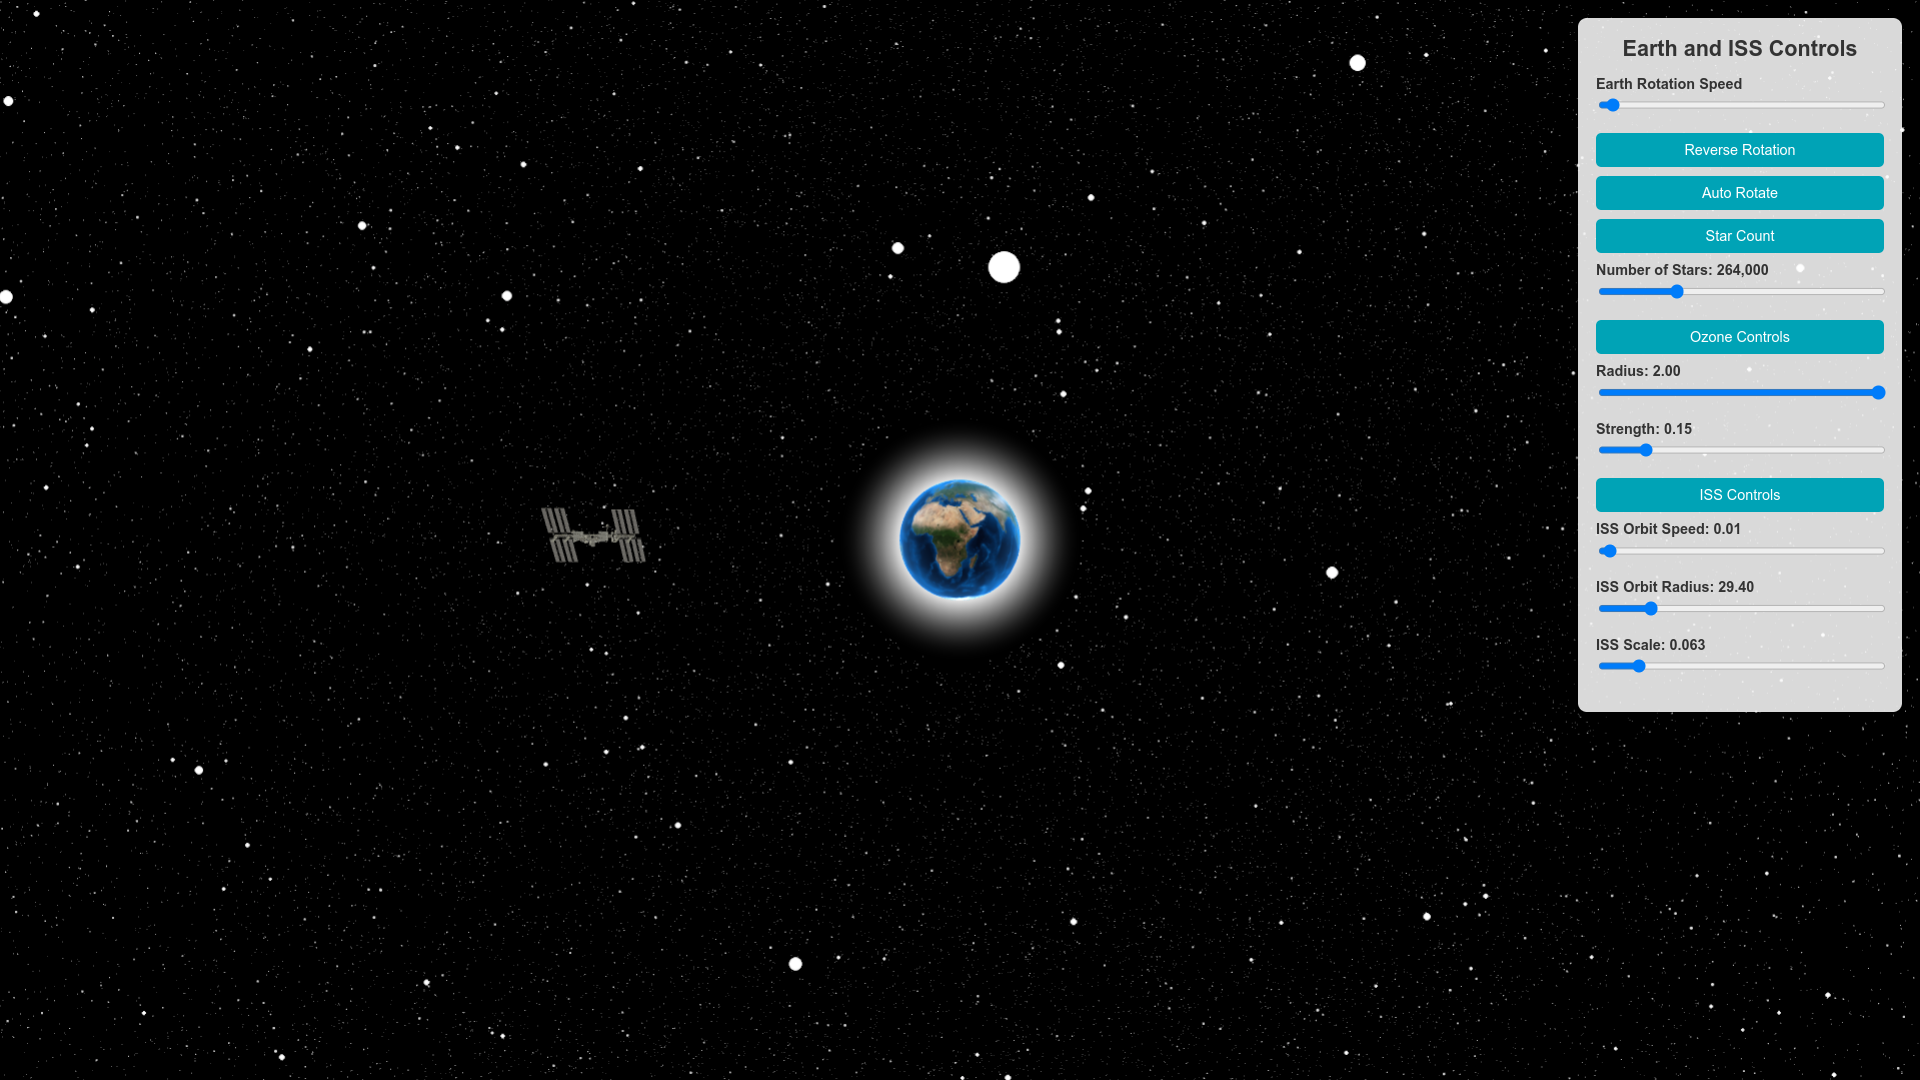 Earth and ISS Controls
Earth Rotation Speed
Reverse Rotation
Auto Rotate
Star Count
Number of Stars: 264,000
Ozone Controls
Radius: 2.00
Strength: 0.15
ISS Controls
ISS Orbit Speed: 0.01
ISS Orbit Radius: 29.40
ISS Scale: 0.063